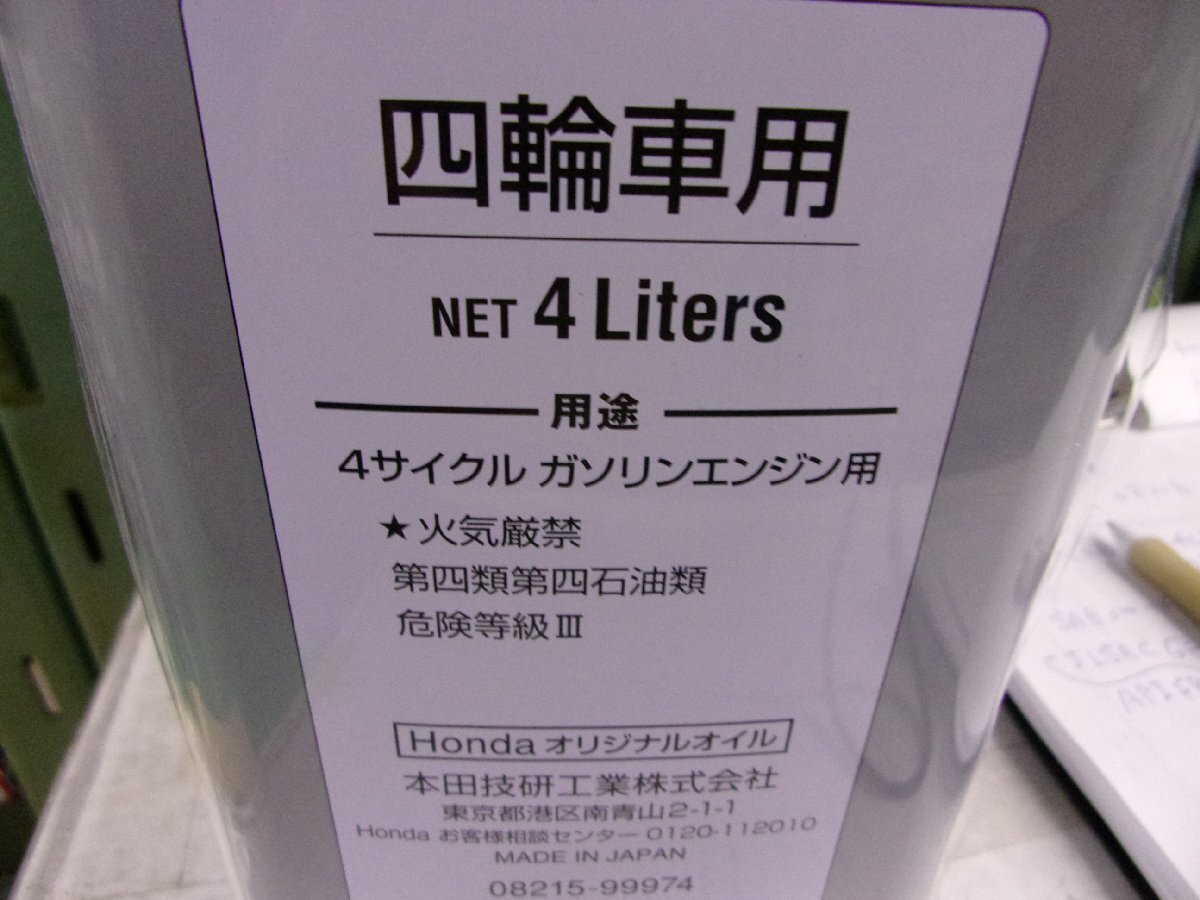 四輪車用
NET 4 Liters
用途
4サイクル ガソリンエンジン用
★火気厳禁
第四類第四石油類
危険等級Ⅲ
Honda オリジナルオイル
本田技研工業株式会社
東京都港区南青山2-1-1
Honda お客様相談センター 0120-112010
MADE IN JAPAN
08215-99974